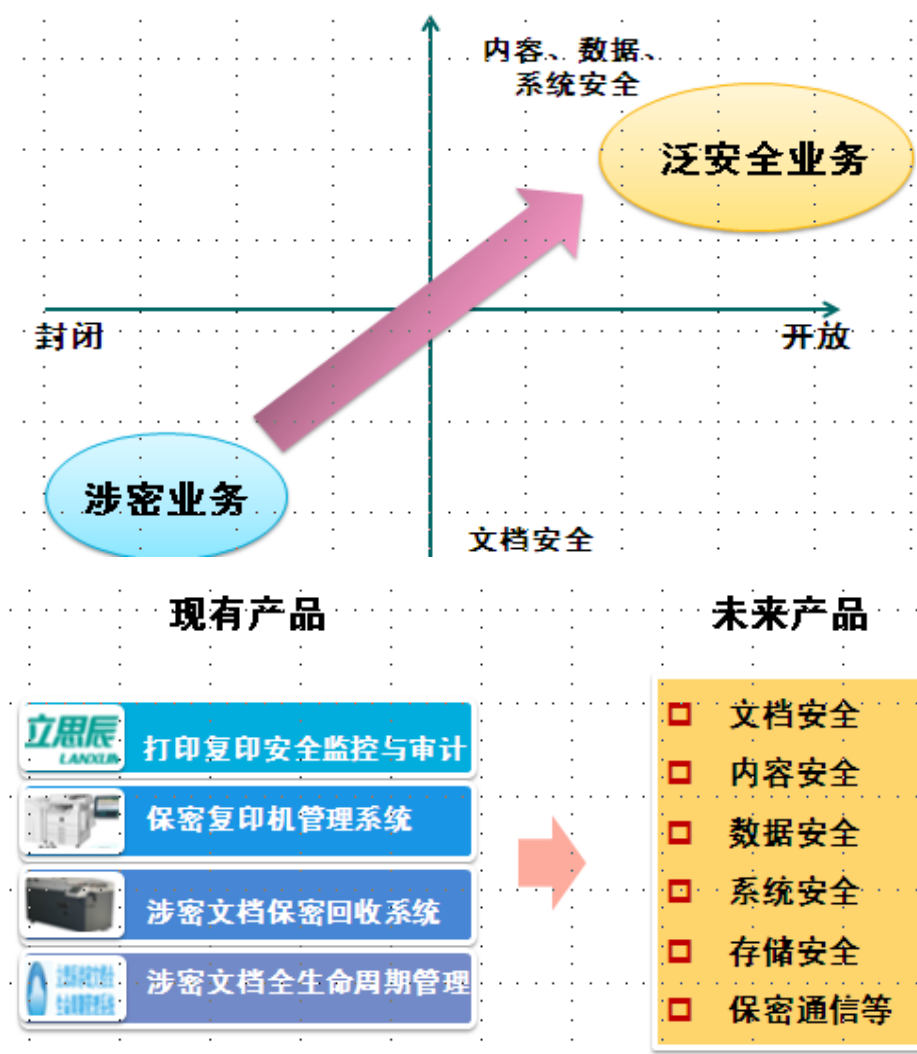 内容、数据、
系统安全
泛安全业务
封闭
开放
涉密业务
文档安全
现有产品
未来产品
立思辰
LANXUM
打印复印安全监控与审计
保密复印机管理系统
涉密文档保密回收系统
涉密文档全生命周期管理
文档安全
内容安全
数据安全
系统安全
存储安全
保密通信等